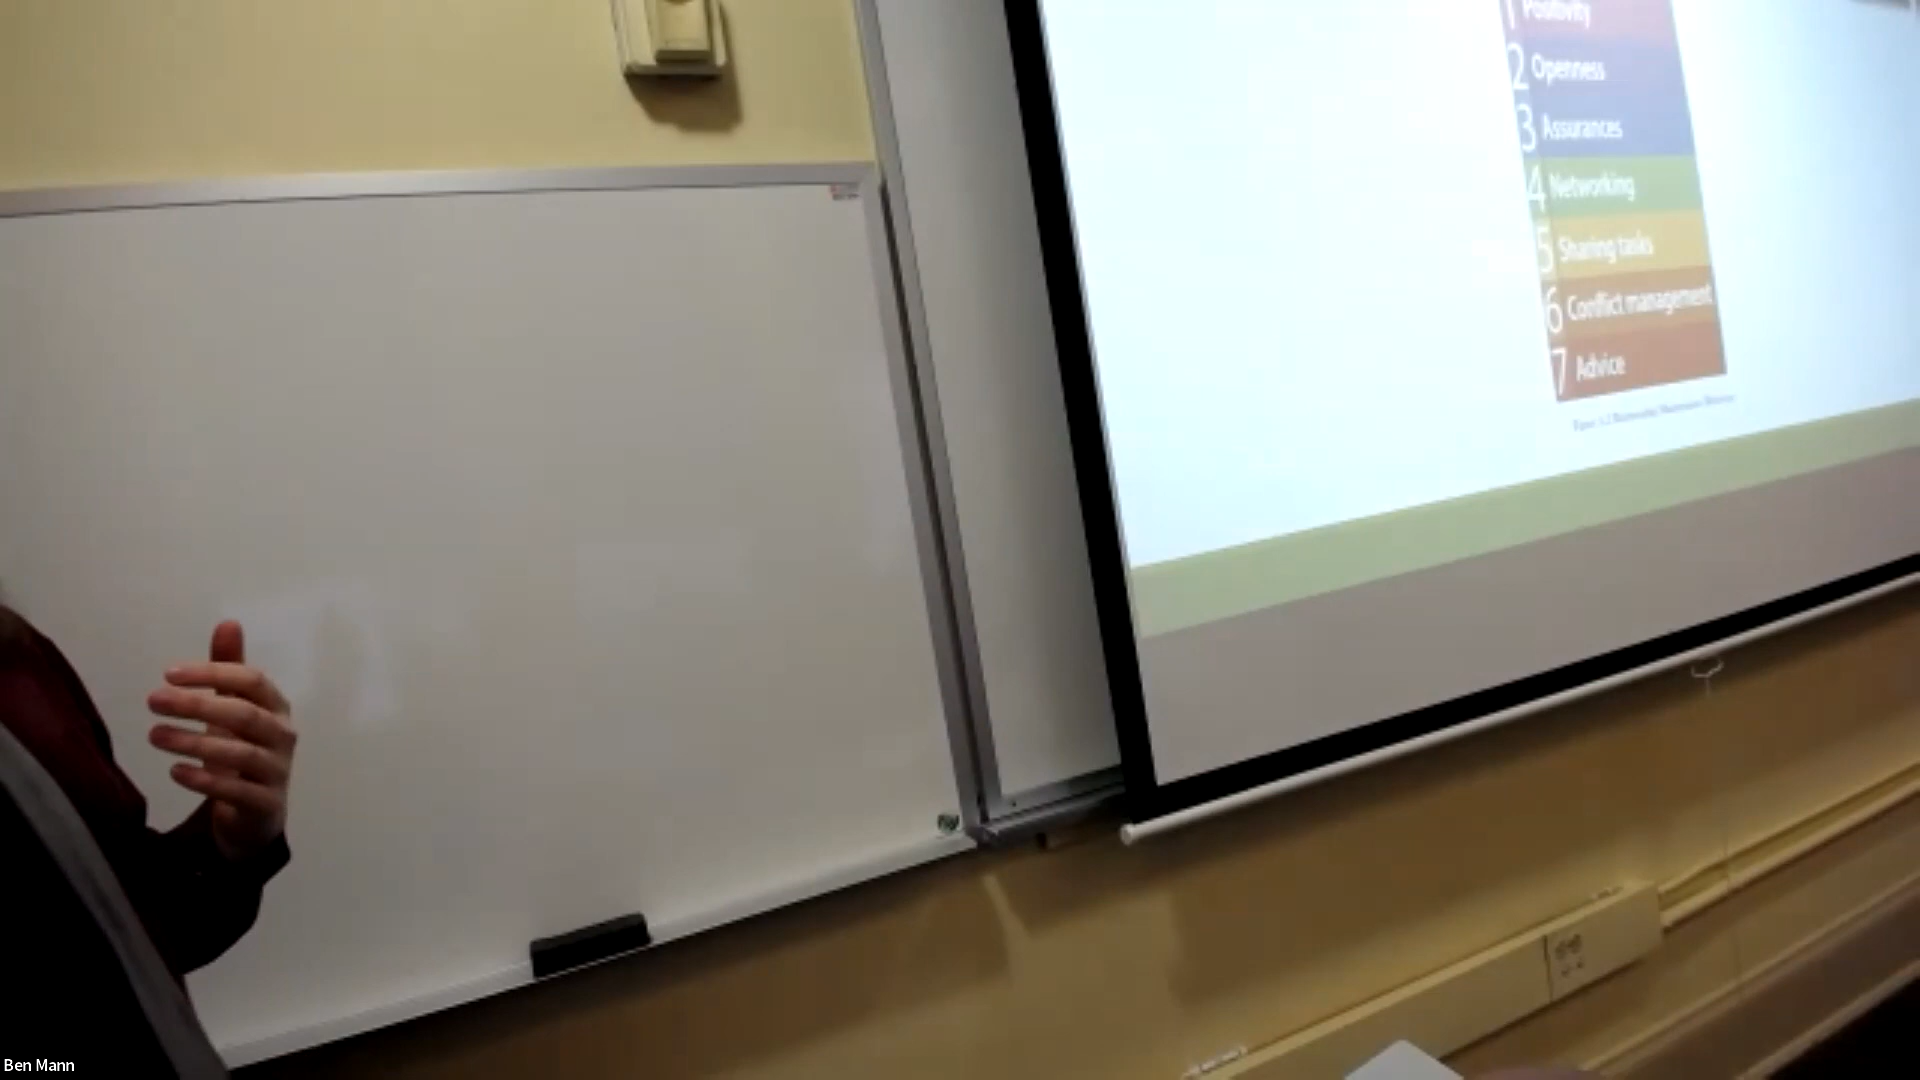 1 Positivity
2 Openness
3 Assurances
4 Networking
5 Sharing tasks
6 Conflict management
7 Advice
Ben Mann